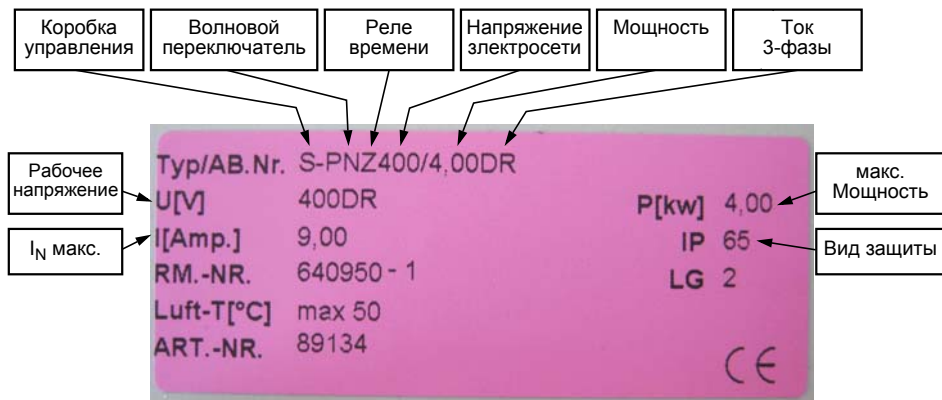 Коробка
управления
Волновой
переключатель
Реле
времени
Напряжение
злектросети
Мощность
Ток
3-фазы
Рабочее
напряжение
I_N макс.
макс.
Мощность
Вид защиты
Typ/AB.Nr. S-PNZ400/4,00DR
U[V] 400DR P[kw] 4,00
I[Amp.] 9,00 IP 65
RM.-NR. 640950 - 1 LG 2
Luft-T[°C] max 50
ART.-NR. 89134
CE